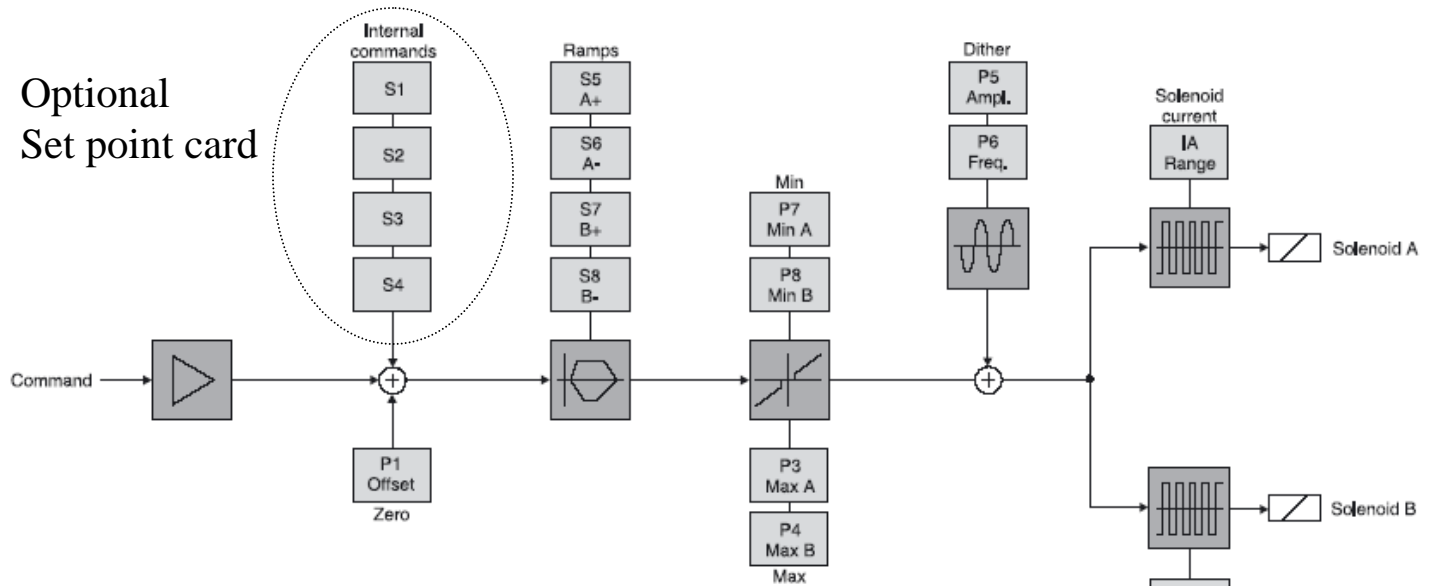 Optional
Set point card
Internal
commands
S1
S2
S3
S4
Ramps
S5
A+
S6
A-
S7
B+
S8
B-
Min
P7
Min A
P8
Min B
Dither
P5
Ampl.
P6
Freq.
Solenoid
current
IA
Range
Solenoid A
Command
P1
Offset
Zero
P3
Max A
P4
Max B
Max
Solenoid B